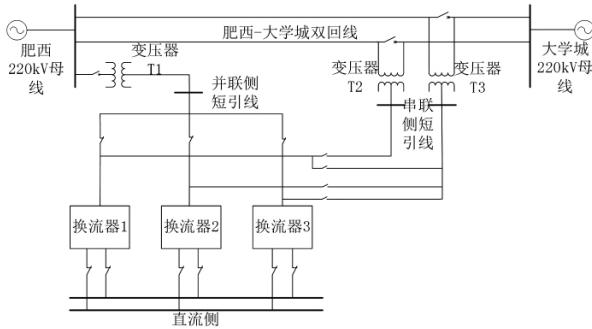 肥西-大学城双回线
肥西
220kV母
线
变压器
T1
并联侧
短引线
变压器
T2
变压器
T3
串联
侧短
引线
大学城
220kV母
线
换流器1
换流器2
换流器3
直流侧